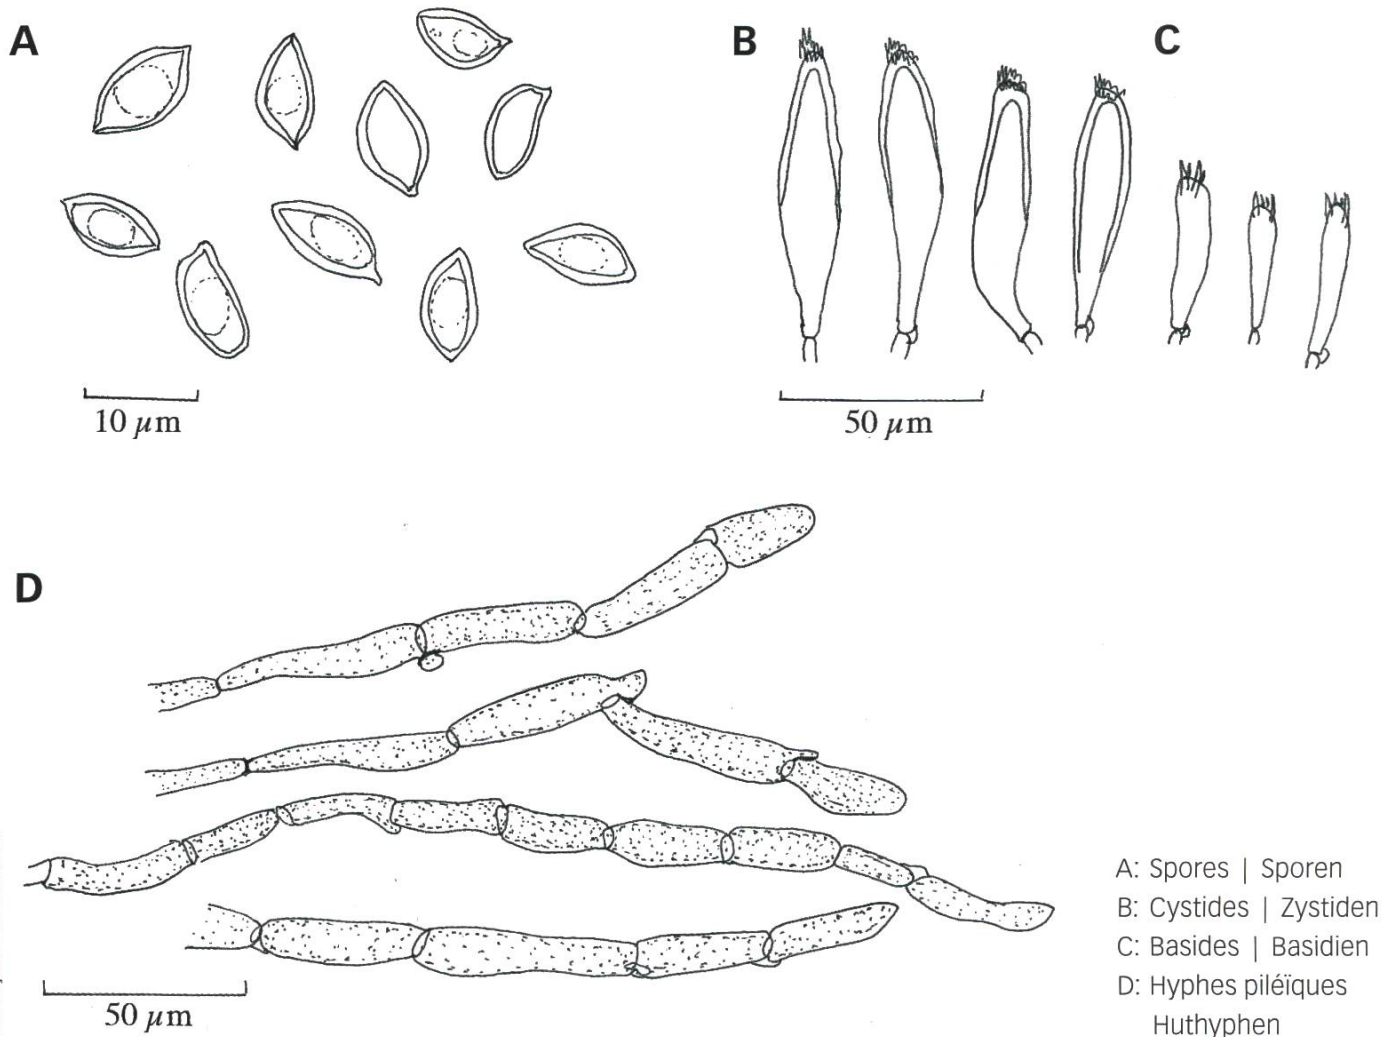 A
B
C
10 µm
50 µm
D
50 µm
A: Spores | Sporen
B: Cystides | Zystiden
C: Basides | Basidien
D: Hyphes piléïques
Huthyphen